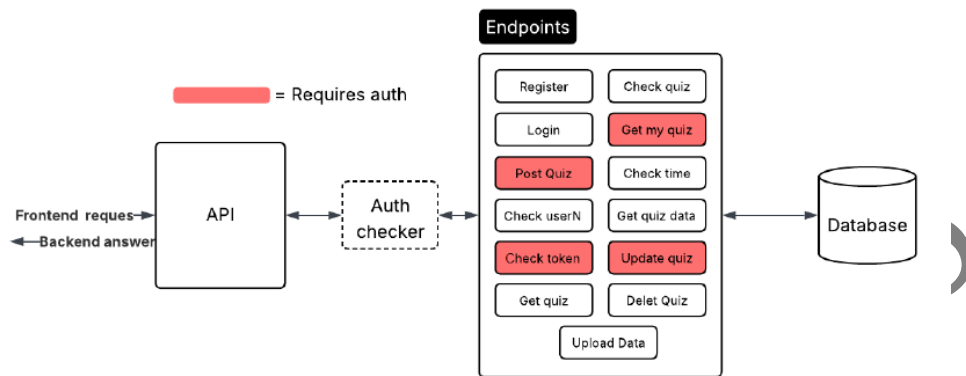 Endpoints
= Requires auth
Register
Check quiz
Login
Get my quiz
Post Quiz
Check time
Check userN
Get quiz data
Check token
Update quiz
Get quiz
Delet Quiz
Upload Data
Frontend reques
Backend answer
API
Auth
checker
Database